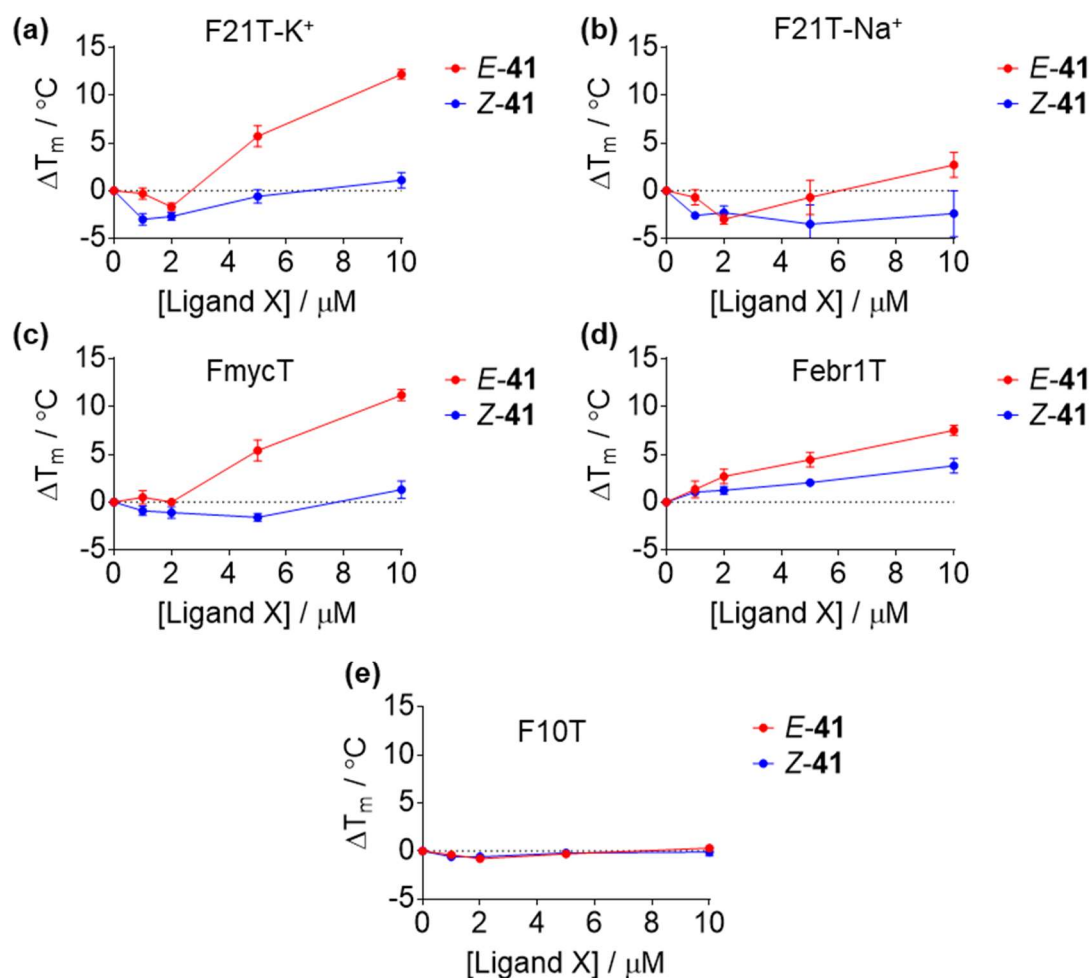 (a)
F21T-K⁺
15
10
5
0
-5
ΔTₘ / °C
0 2 4 6 8 10
[Ligand X] / μM
E-41
Z-41
(b)
F21T-Na⁺
15
10
5
0
-5
ΔTₘ / °C
0 2 4 6 8 10
[Ligand X] / μM
E-41
Z-41
(c)
FmycT
15
10
5
0
-5
ΔTₘ / °C
0 2 4 6 8 10
[Ligand X] / μM
E-41
Z-41
(d)
Febr1T
15
10
5
0
-5
ΔTₘ / °C
0 2 4 6 8 10
[Ligand X] / μM
E-41
Z-41
(e)
F10T
15
10
5
0
-5
ΔTₘ / °C
0 2 4 6 8 10
[Ligand X] / μM
E-41
Z-41